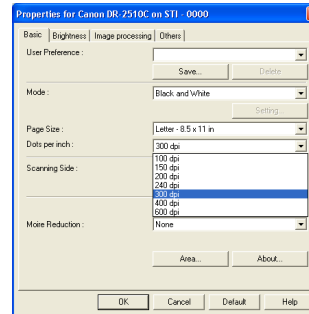 Properties for Canon DR-2510C on STI - 0000
Basic Brightness Image processing Others
User Preference :
Save... Delete
Mode : Black and White
Setting...
Page Size : Letter - 8.5 x 11 in
Dots per inch : 300 dpi
100 dpi
Scanning Side : 150 dpi
200 dpi
240 dpi
300 dpi
400 dpi
600 dpi
Moire Reduction : None
Area... About...
OK Cancel Default Help